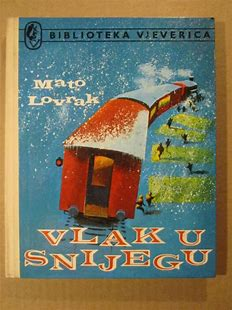 BIBLIOTEKA VJEVERICA
Mato
Lovrak
VLAK U
SNIJEGU